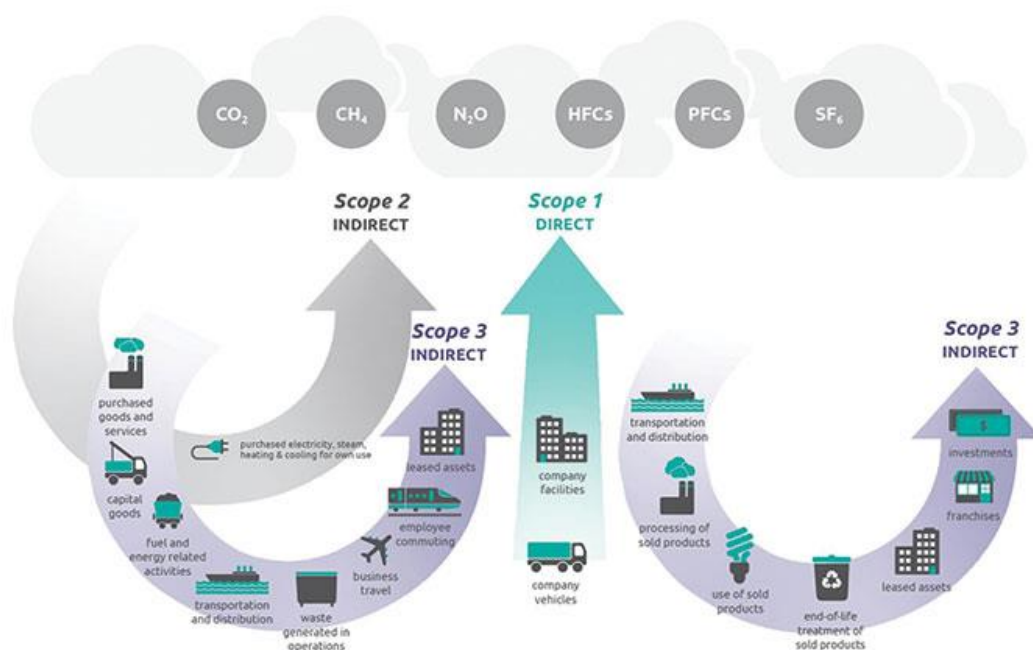 CO₂
CH₄
N₂O
HFCs
PFCs
SF₆
Scope 2
INDIRECT
Scope 1
DIRECT
Scope 3
INDIRECT
Scope 3
INDIRECT
purchased
goods and
services
capital
goods
fuel and
energy related
activities
transportation
and distribution
waste
generated in
operations
business
travel
employee
commuting
leased assets
purchased electricity, steam,
heating & cooling for own use
company
facilities
company
vehicles
transportation
and distribution
processing of
sold products
use of sold
products
end-of-life
treatment of
sold products
leased assets
franchises
investments
$